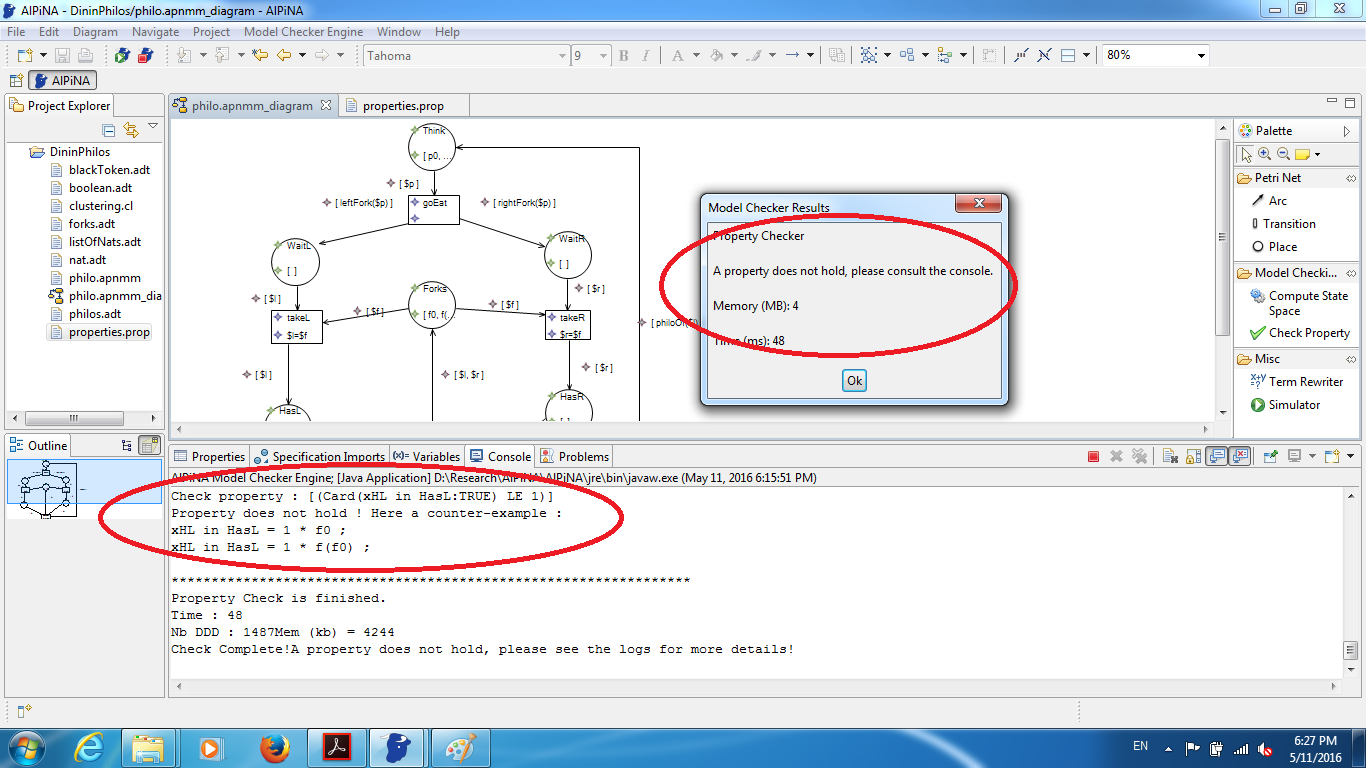 AlPiNA - DininPhilos/philo.apnmm_diagram - AlPiNA
File Edit Diagram Navigate Project Model Checker Engine Window Help
Tahoma 9 B I A 80%
AlPiNA
Project Explorer
DininPhilos
blackToken.adt
boolean.adt
clustering.cl
forks.adt
listOfNats.adt
nat.adt
philo.apnmm
philo.apnmm_dia
philos.adt
properties.prop
Outline
philo.apnmm_diagram properties.prop
Think
[ p0, ...
[ $p ]
[ leftFork($p) ] goEat [ rightFork($p) ]
WaitL
[ ]
WaitR
[ ]
Forks
[ f0, f(.
[ $l ]
[ $f ]
[ $f ]
[ $r ]
takeL
$l=$f
takeR
$r=$f
[ philoOf($l
[ $l ]
[ $l, $r ]
[ $r ]
HasL
HasR
[ ]
Model Checker Results
Property Checker
A property does not hold, please consult the console.
Memory (MB): 4
Time (ms): 48
Ok
Palette
Petri Net
Arc
Transition
Place
Model Checki...
Compute State
Space
Check Property
Misc
x+y
=?
Term Rewriter
Simulator
Properties Specification Imports (x)= Variables Console Problems
AlPiNA Model Checker Engine; [Java Application] D:\Research\AlPiNA\AlPiNA\jre\bin\javaw.exe (May 11, 2016 6:15:51 PM)
Check property : [(Card(xHL in HasL:TRUE) LE 1)]
Property does not hold ! Here a counter-example :
xHL in HasL = 1 * f0 ;
xHL in HasL = 1 * f(f0) ;
*****************************************************************
Property Check is finished.
Time : 48
Nb DDD : 1487Mem (kb) = 4244
Check Complete!A property does not hold, please see the logs for more details!
EN
6:27 PM
5/11/2016